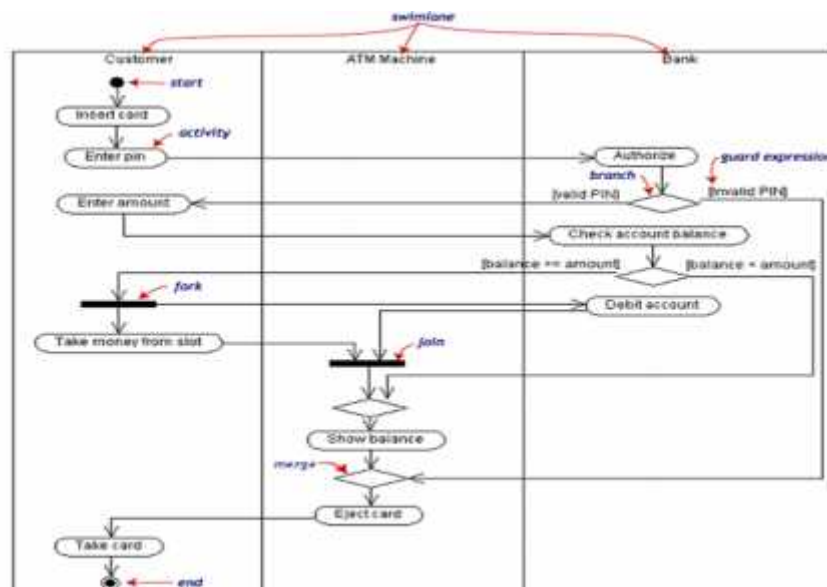 swimlane
Customer
ATM Machine
Bank
start
Insert card
activity
Enter pin
Authorize
guard expression
branch
[valid PIN]
[invalid PIN]
Enter amount
Check account balance
[balance >= amount]
[balance < amount]
fork
Debit account
Take money from slot
join
Show balance
merge
Eject card
Take card
end